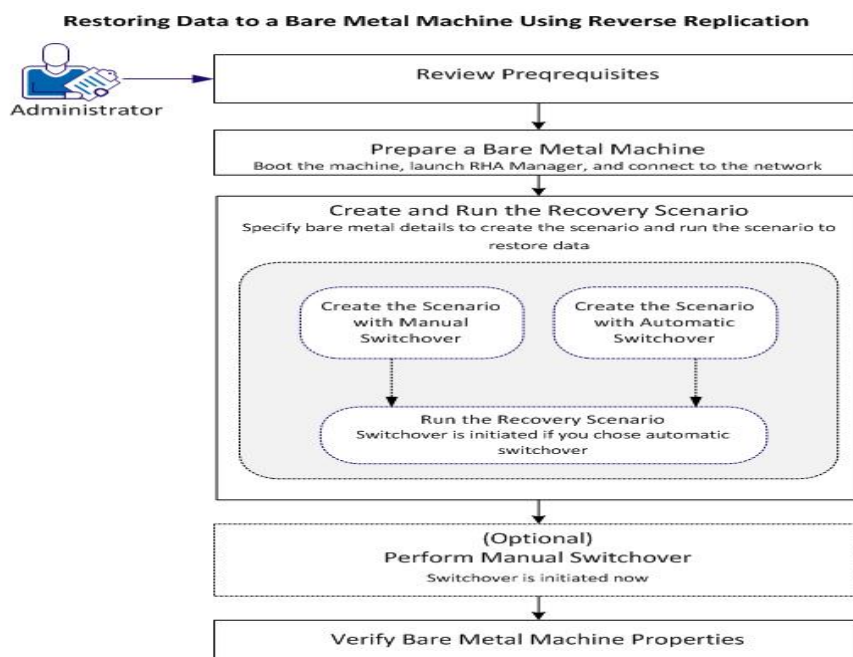 Restoring Data to a Bare Metal Machine Using Reverse Replication
Administrator
Review Preqrequisites
Prepare a Bare Metal Machine
Boot the machine, launch RHA Manager, and connect to the network
Create and Run the Recovery Scenario
Specify bare metal details to create the scenario and run the scenario to
restore data
Create the Scenario
with Manual
Switchover
Create the Scenario
with Automatic
Switchover
Run the Recovery Scenario
Switchover is initiated if you chose automatic
switchover
(Optional)
Perform Manual Switchover
Switchover is initiated now
Verify Bare Metal Machine Properties